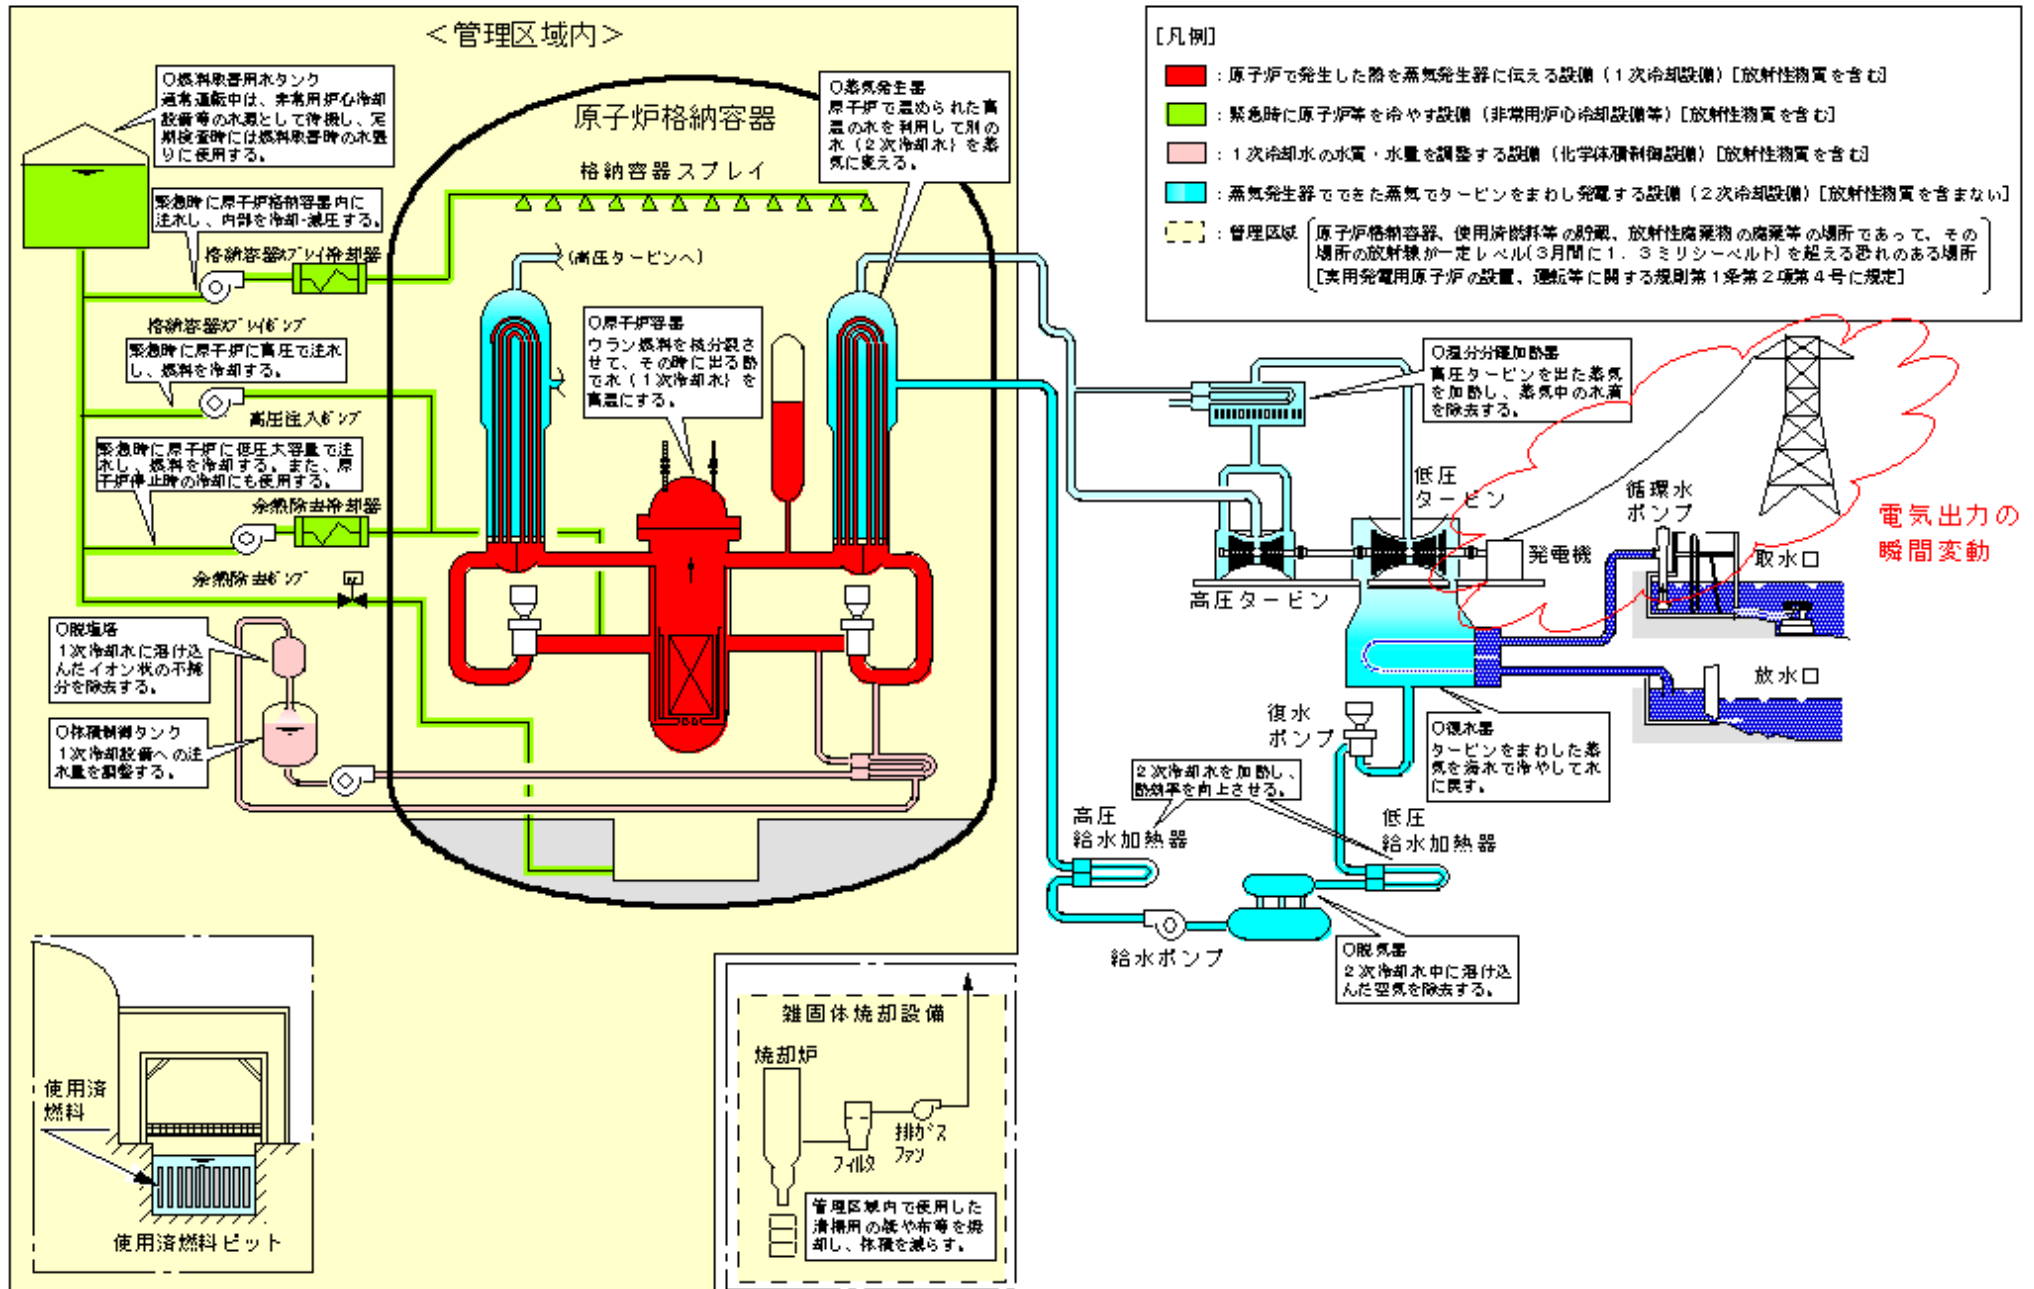 ＜管理区域内＞
○燃料取替用水タンク
通常運転中は、非常用炉心冷却
設備等の水源として待機し、定
期検査時には燃料取替時の水張
りに使用する。
緊急時に原子炉格納容器内に
注水し、内部を冷却・減圧する。
格納容器ｽﾌﾟﾚｲ冷却器
格納容器ｽﾌﾟﾚｲﾎﾟﾝﾌﾟ
緊急時に原子炉に高圧で注水
し、燃料を冷却する。
高圧注入ﾎﾟﾝﾌﾟ
緊急時に原子炉に低圧大容量で注
水し、燃料を冷却する。また、原
子炉停止時の冷却にも使用する。
余熱除去冷却器
余熱除去ﾎﾟﾝﾌﾟ
○脱塩塔
1次冷却水に溶け込
んだイオン状の不純
分を除去する。
○体積制御タンク
1次冷却設備への注
水量を調整する。
原子炉格納容器
格納容器スプレイ
○蒸気発生器
原子炉で温められた高
温の水を利用して別の
水（2次冷却水）を蒸
気に変える。
(高圧タービンへ)
○原子炉容器
ウラン燃料を核分裂さ
せて、その時に出る熱
で水（1次冷却水）を
高温にする。
[凡例]
：原子炉で発生した熱を蒸気発生器に伝える設備（1次冷却設備）[放射性物質を含む]
：緊急時に原子炉等を冷やす設備（非常用炉心冷却設備等）[放射性物質を含む]
：1次冷却水の水質・水量を調整する設備（化学体積制御設備）[放射性物質を含む]
：蒸気発生器でできた蒸気でタービンをまわし発電する設備（2次冷却設備）[放射性物質を含まない]
：管理区域
原子炉格納容器、使用済燃料等の貯蔵、放射性廃棄物の廃棄等の場所であって、その
場所の放射線が一定レベル(3月間に1．3ミリシーベルト)を超える恐れのある場所
[実用発電用原子炉の設置、運転等に関する規則第1条第2項第4号に規定]
○湿分分離加熱器
高圧タービンを出た蒸気
を加熱し、蒸気中の水滴
を除去する。
低圧
タービン
高圧タービン
発電機
循環水
ポンプ
取水口
放水口
電気出力の
瞬間変動
復水
ポンプ
○復水器
タービンをまわした蒸
気を海水で冷やして水
に戻す。
2次冷却水を加熱し、
熱効率を向上させる。
高圧
給水加熱器
低圧
給水加熱器
給水ポンプ
○脱気器
2次冷却水中に溶け込
んだ空気を除去する。
使用済
燃料
使用済燃料ピット
雑固体焼却設備
焼却炉
フィルタ
排ｶﾞｽ
ファン
管理区域内で使用した
清掃用の紙や布等を焼
却し、体積を減らす。